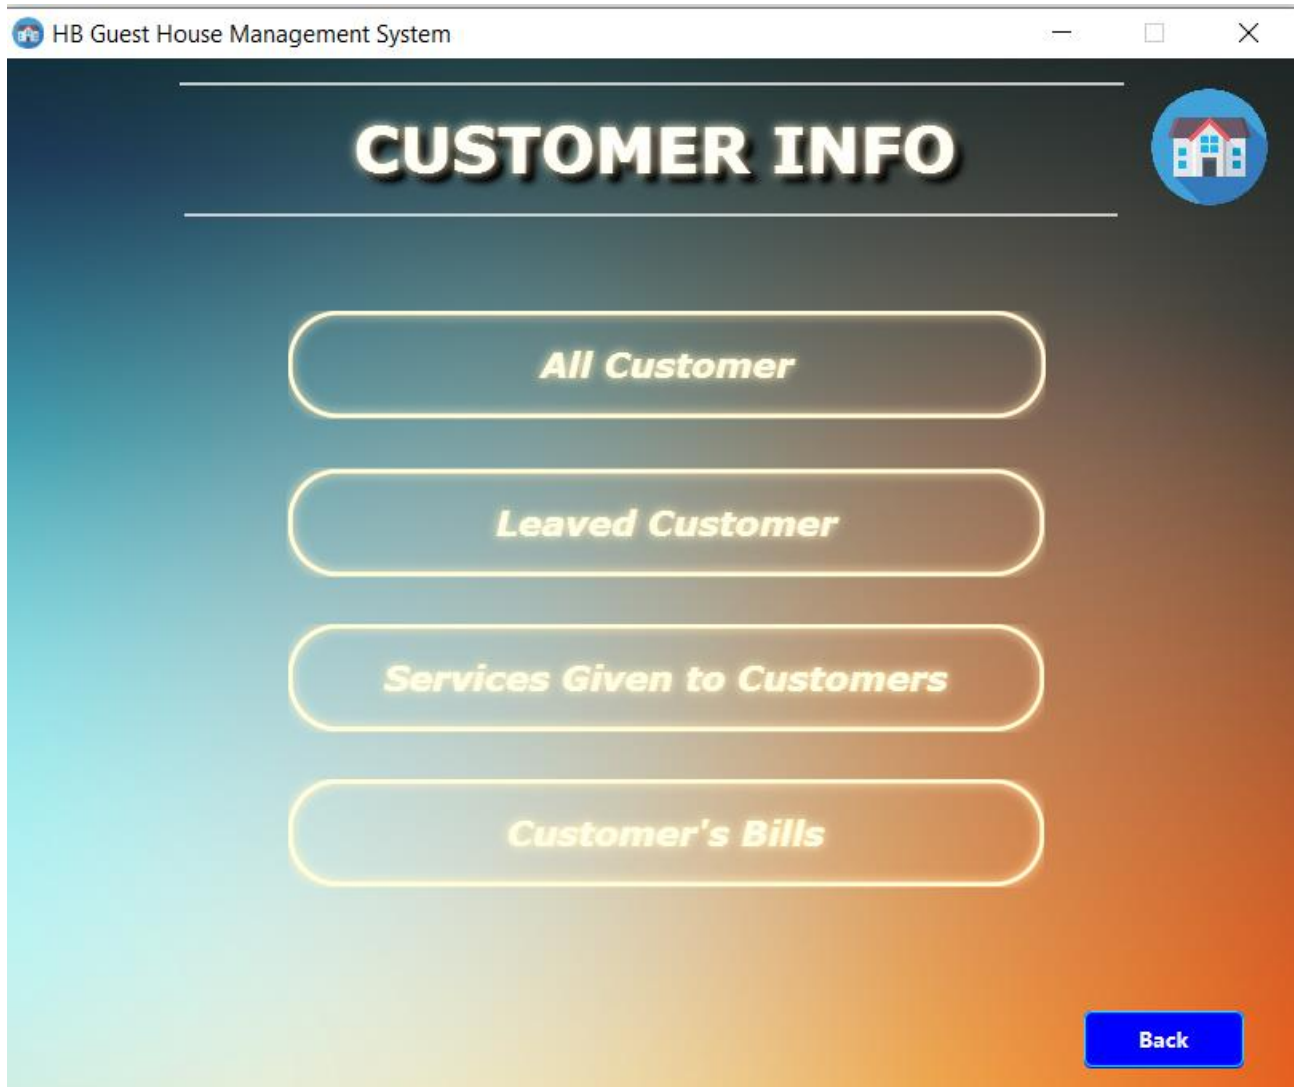 HB Guest House Management System
CUSTOMER INFO
All Customer
Leaved Customer
Services Given to Customers
Customer's Bills
Back